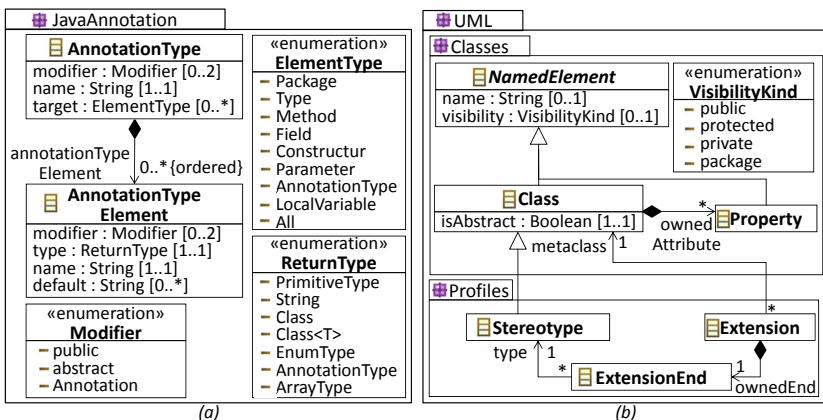 JavaAnnotation
AnnotationType
modifier : Modifier [0..2]
name : String [1..1]
target : ElementType [0..*]
annotationType
Element
0..*{ordered}
AnnotationType
Element
modifier : Modifier [0..2]
type : ReturnType [1..1]
name : String [1..1]
default : String [0..*]
«enumeration»
Modifier
public
abstract
Annotation
«enumeration»
ElementType
Package
Type
Method
Field
Constructur
Parameter
AnnotationType
LocalVariable
All
«enumeration»
ReturnType
PrimitiveType
String
Class
Class<T>
EnumType
AnnotationType
ArrayType
(a)
UML
Classes
NamedElement
name : String [0..1]
visibility : VisibilityKind [0..1]
«enumeration»
VisibilityKind
public
protected
private
package
Class
isAbstract : Boolean [1..1]
*
owned
Attribute
Property
metaclass
1
Profiles
Stereotype
*
Extension
type
1
*
ExtensionEnd
1
ownedEnd
(b)